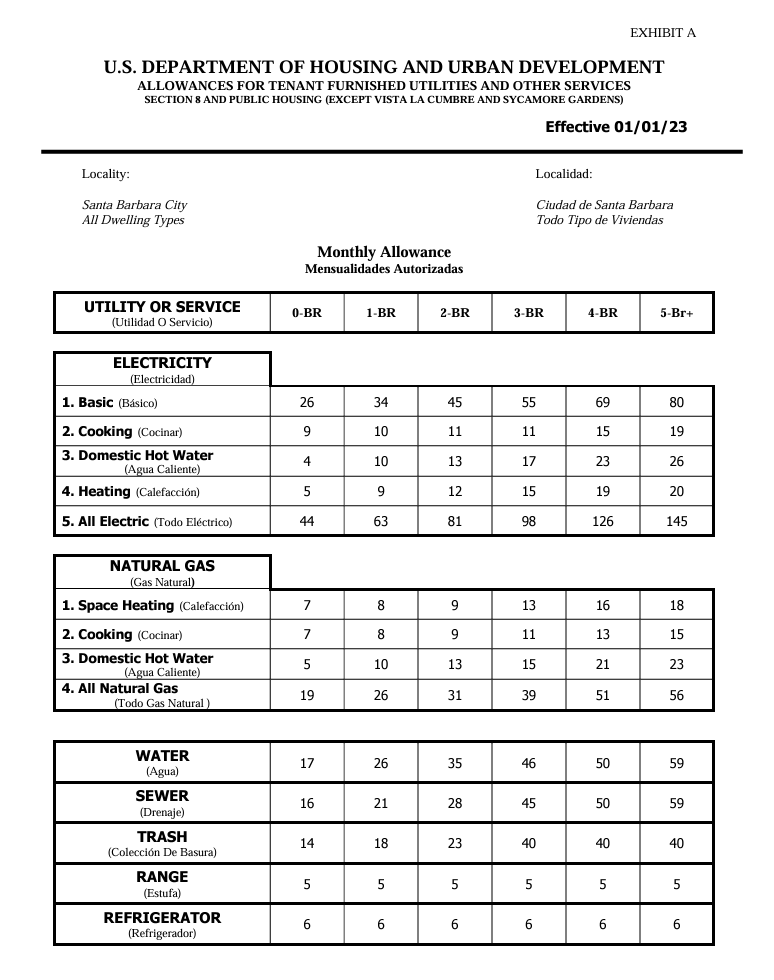 EXHIBIT A
U.S. DEPARTMENT OF HOUSING AND URBAN DEVELOPMENT
ALLOWANCES FOR TENANT FURNISHED UTILITIES AND OTHER SERVICES
SECTION 8 AND PUBLIC HOUSING (EXCEPT VISTA LA CUMBRE AND SYCAMORE GARDENS)
Effective 01/01/23
Locality: Localidad:
Santa Barbara City Ciudad de Santa Barbara
All Dwelling Types Todo Tipo de Viviendas
Monthly Allowance
Mensualidades Autorizadas
UTILITY OR SERVICE 0-BR 1-BR 2-BR 3-BR 4-BR 5-Br+
(Utilidad O Servicio)
ELECTRICITY
(Electricidad)
1. Basic (Básico) 26 34 45 55 69 80
2. Cooking (Cocinar) 9 10 11 11 15 19
3. Domestic Hot Water 4 10 13 17 23 26
(Agua Caliente)
4. Heating (Calefacción) 5 9 12 15 19 20
5. All Electric (Todo Eléctrico) 44 63 81 98 126 145
NATURAL GAS
(Gas Natural)
1. Space Heating (Calefacción) 7 8 9 13 16 18
2. Cooking (Cocinar) 7 8 9 11 13 15
3. Domestic Hot Water 5 10 13 15 21 23
(Agua Caliente)
4. All Natural Gas 19 26 31 39 51 56
(Todo Gas Natural )
WATER 17 26 35 46 50 59
(Agua)
SEWER 16 21 28 45 50 59
(Drenaje)
TRASH 14 18 23 40 40 40
(Colección De Basura)
RANGE 5 5 5 5 5 5
(Estufa)
REFRIGERATOR 6 6 6 6 6 6
(Refrigerador)